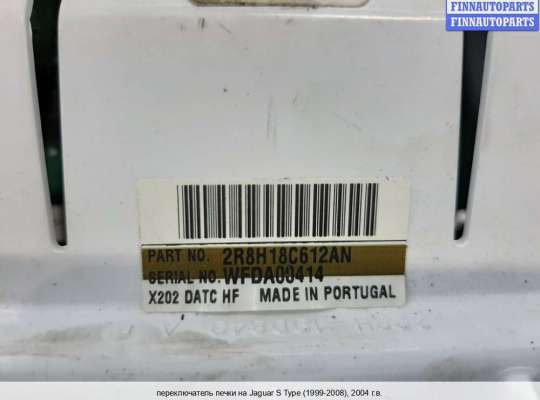 FINNAUTOPARTS
FINNAUTOPARTS
FINNAUTOPARTS
PART NO. 2R8H18C612AN
SERIAL NO. WFDA00414
X202 DATC HF MADE IN PORTUGAL
переключатель печки на Jaguar S Type (1999-2008), 2004 г.в.